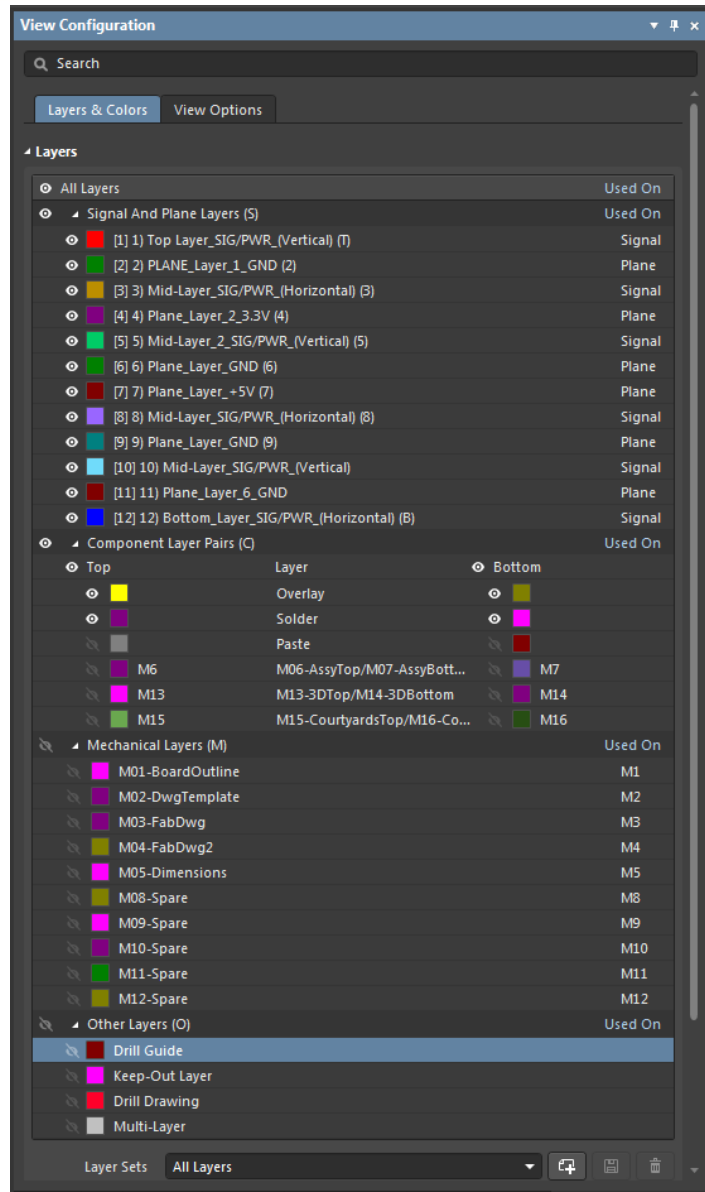 View Configuration
Search
Layers & Colors View Options
Layers
All Layers Used On
Signal And Plane Layers (S) Used On
[1] 1) Top Layer_SIG/PWR_(Vertical) (T) Signal
[2] 2) PLANE_Layer_1_GND (2) Plane
[3] 3) Mid-Layer_SIG/PWR_(Horizontal) (3) Signal
[4] 4) Plane_Layer_2_3.3V (4) Plane
[5] 5) Mid-Layer_2_SIG/PWR_(Vertical) (5) Signal
[6] 6) Plane_Layer_GND (6) Plane
[7] 7) Plane_Layer_+5V (7) Plane
[8] 8) Mid-Layer_SIG/PWR_(Horizontal) (8) Signal
[9] 9) Plane_Layer_GND (9) Plane
[10] 10) Mid-Layer_SIG/PWR_(Vertical) Signal
[11] 11) Plane_Layer_6_GND Plane
[12] 12) Bottom_Layer_SIG/PWR_(Horizontal) (B) Signal
Component Layer Pairs (C) Used On
Top Layer Bottom
Overlay
Solder
Paste
M6 M06-AssyTop/M07-AssyBott... M7
M13 M13-3DTop/M14-3DBottom M14
M15 M15-CourtyardsTop/M16-Co... M16
Mechanical Layers (M) Used On
M01-BoardOutline M1
M02-DwgTemplate M2
M03-FabDwg M3
M04-FabDwg2 M4
M05-Dimensions M5
M08-Spare M8
M09-Spare M9
M10-Spare M10
M11-Spare M11
M12-Spare M12
Other Layers (O) Used On
Drill Guide
Keep-Out Layer
Drill Drawing
Multi-Layer
Layer Sets All Layers